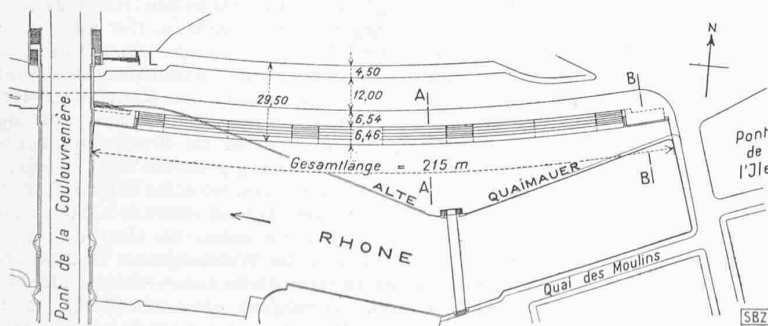 N
4,50
12,00
29,50
6,54
6,46
A
B
Gesamtlänge = 215 m
ALTE QUAIMAUER
A
B
RHONE
Pont de la Coulouvrenière
Pont
de
l'Ile
Quai des Moulins
SBZ